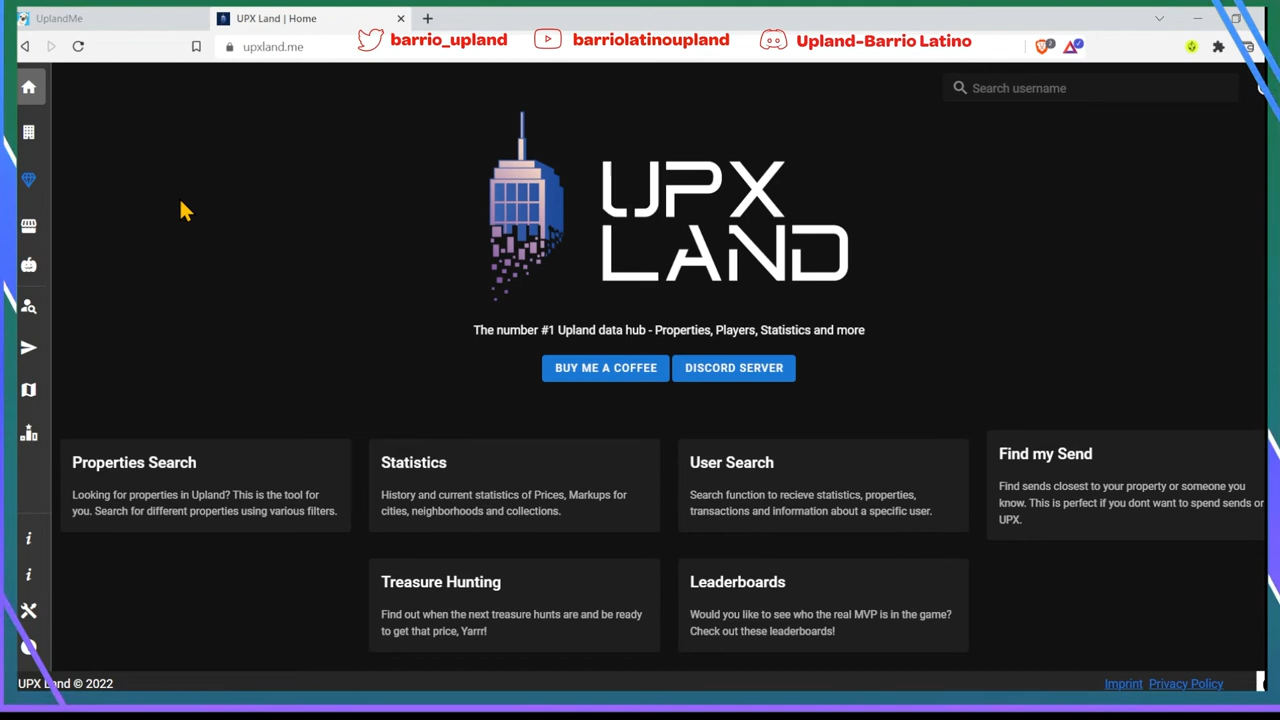 UplandMe
UPX Land | Home
upxland.me
barrio_upland
barriolatinoupland
Upland-Barrio Latino
2
Search username
UPX
LAND
The number #1 Upland data hub - Properties, Players, Statistics and more
BUY ME A COFFEE
DISCORD SERVER
Properties Search
Looking for properties in Upland? This is the tool for
you. Search for different properties using various filters.
Statistics
History and current statistics of Prices, Markups for
cities, neighborhoods and collections.
User Search
Search function to recieve statistics, properties,
transactions and information about a specific user.
Find my Send
Find sends closest to your property or someone you
know. This is perfect if you dont want to spend sends or
UPX.
Treasure Hunting
Find out when the next treasure hunts are and be ready
to get that price, Yarrr!
Leaderboards
Would you like to see who the real MVP is in the game?
Check out these leaderboards!
UPX Land © 2022
Imprint
Privacy Policy